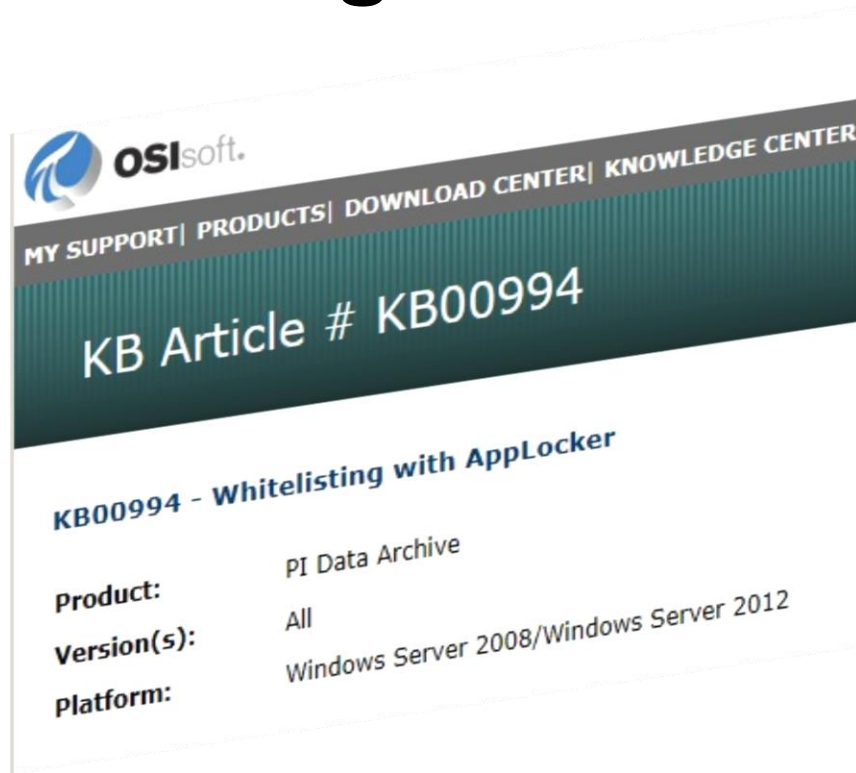 OSIsoft.
MY SUPPORT| PRODUCTS| DOWNLOAD CENTER| KNOWLEDGE CENTER
KB Article # KB00994
KB00994 - Whitelisting with AppLocker
Product: PI Data Archive
Version(s): All
Platform: Windows Server 2008/Windows Server 2012